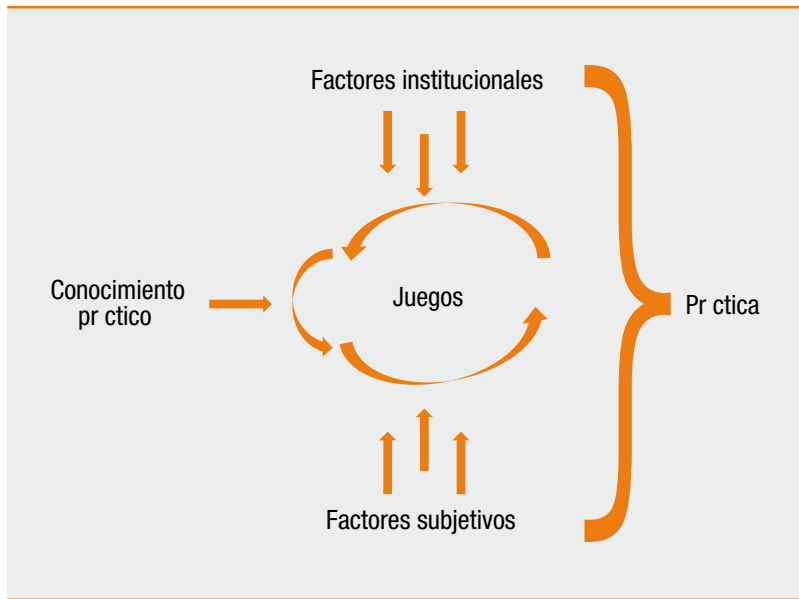 Factores institucionales
Conocimiento
pr ctico
Juegos
Pr ctica
Factores subjetivos